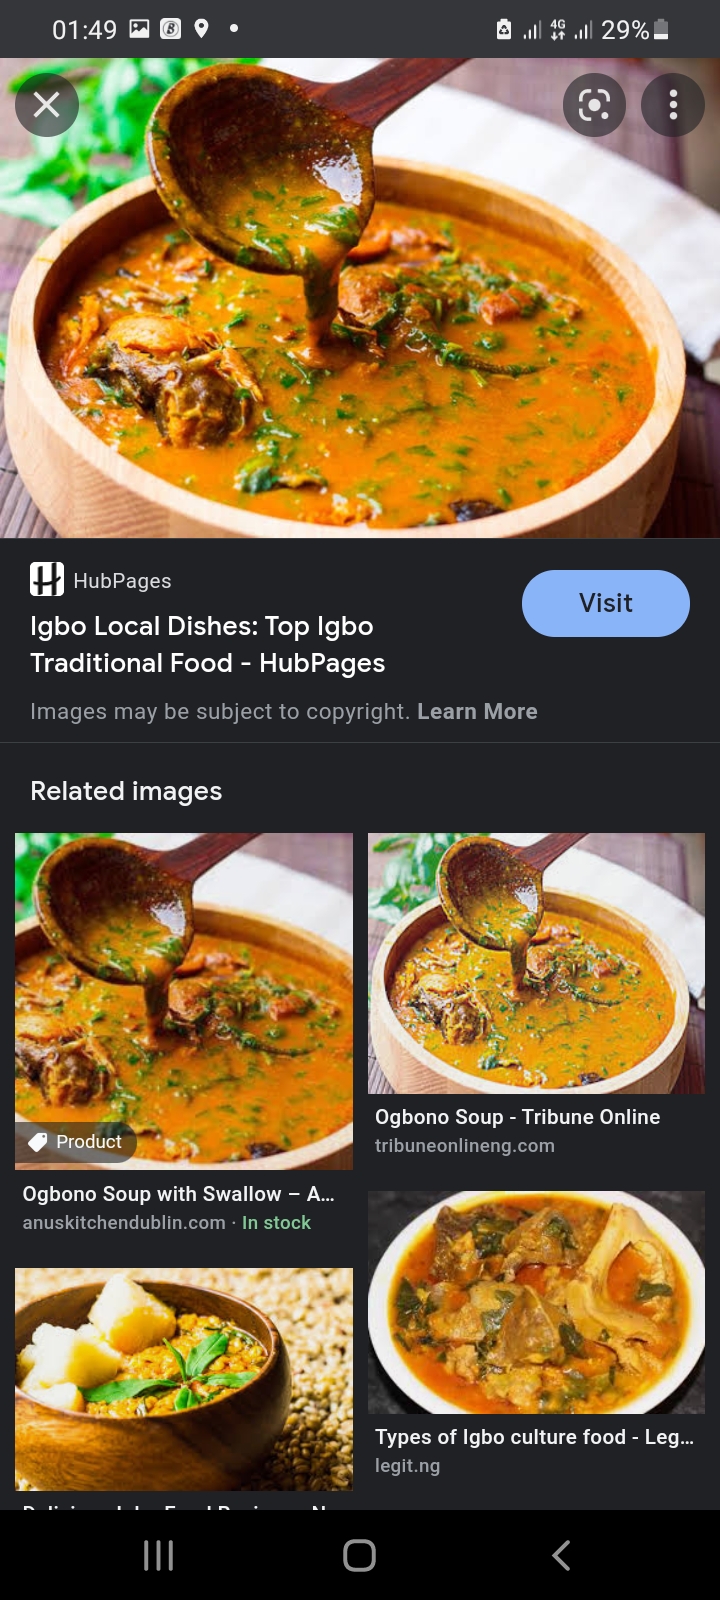 01:49
4G
29%
HubPages
Visit
Igbo Local Dishes: Top Igbo
Traditional Food - HubPages
Images may be subject to copyright. Learn More
Related images
Product
Ogbono Soup with Swallow – A...
anuskitchendublin.com · In stock
Ogbono Soup - Tribune Online
tribuneonlineng.com
Types of Igbo culture food - Leg...
legit.ng